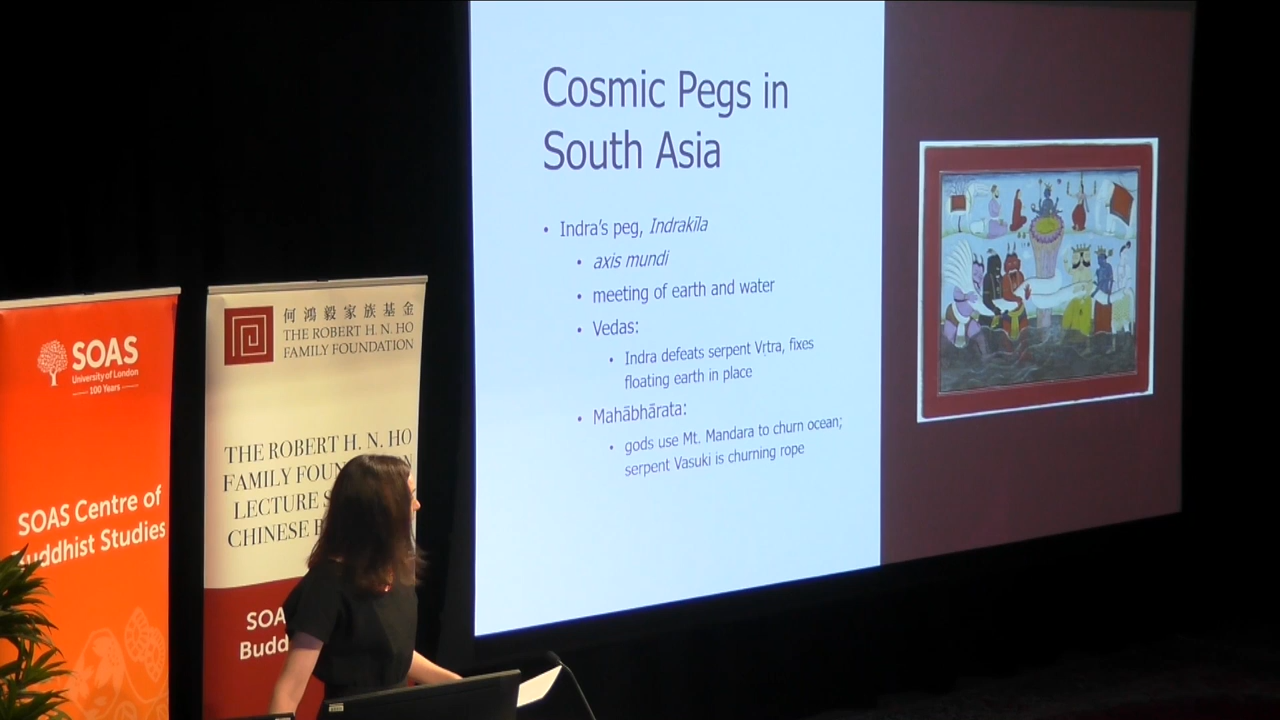 Cosmic Pegs in
South Asia
• Indra's peg, Indrakīla
• axis mundi
• meeting of earth and water
• Vedas:
• Indra defeats serpent Vṛtra, fixes
floating earth in place
• Mahābhārata:
• gods use Mt. Mandara to churn ocean;
serpent Vasuki is churning rope
SOAS
University of London
100 Years
SOAS Centre of
Buddhist Studies
何鴻毅家族基金
THE ROBERT H. N. HO
FAMILY FOUNDATION
THE ROBERT H. N. HO
FAMILY FOUN
LECTURE S
CHINESE
SOA
Budd